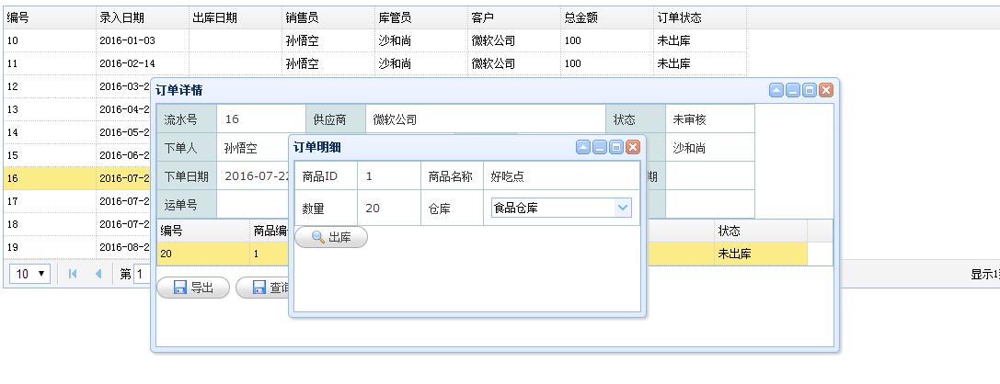 编号 录入日期 出库日期 销售员 库管员 客户 总金额 订单状态
10 2016-01-03 孙悟空 沙和尚 微软公司 100 未出库
11 2016-02-14 孙悟空 沙和尚 微软公司 100 未出库
12 2016-03-2
订单详情
13 2016-04-2
流水号 16 供应商 微软公司 状态 未审核
14 2016-05-2
下单人 孙悟空 沙和尚
订单明细
15 2016-06-2
16 2016-07-2
下单日期 2016-07-22 期
商品ID 1 商品名称 好吃点
17 2016-07-2
运单号
数量 20 仓库 食品仓库
18 2016-07-2
编号 商品编 状态
出库
19 2016-08-2
20 1 未出库
10 第 1 显示1
导出 查询